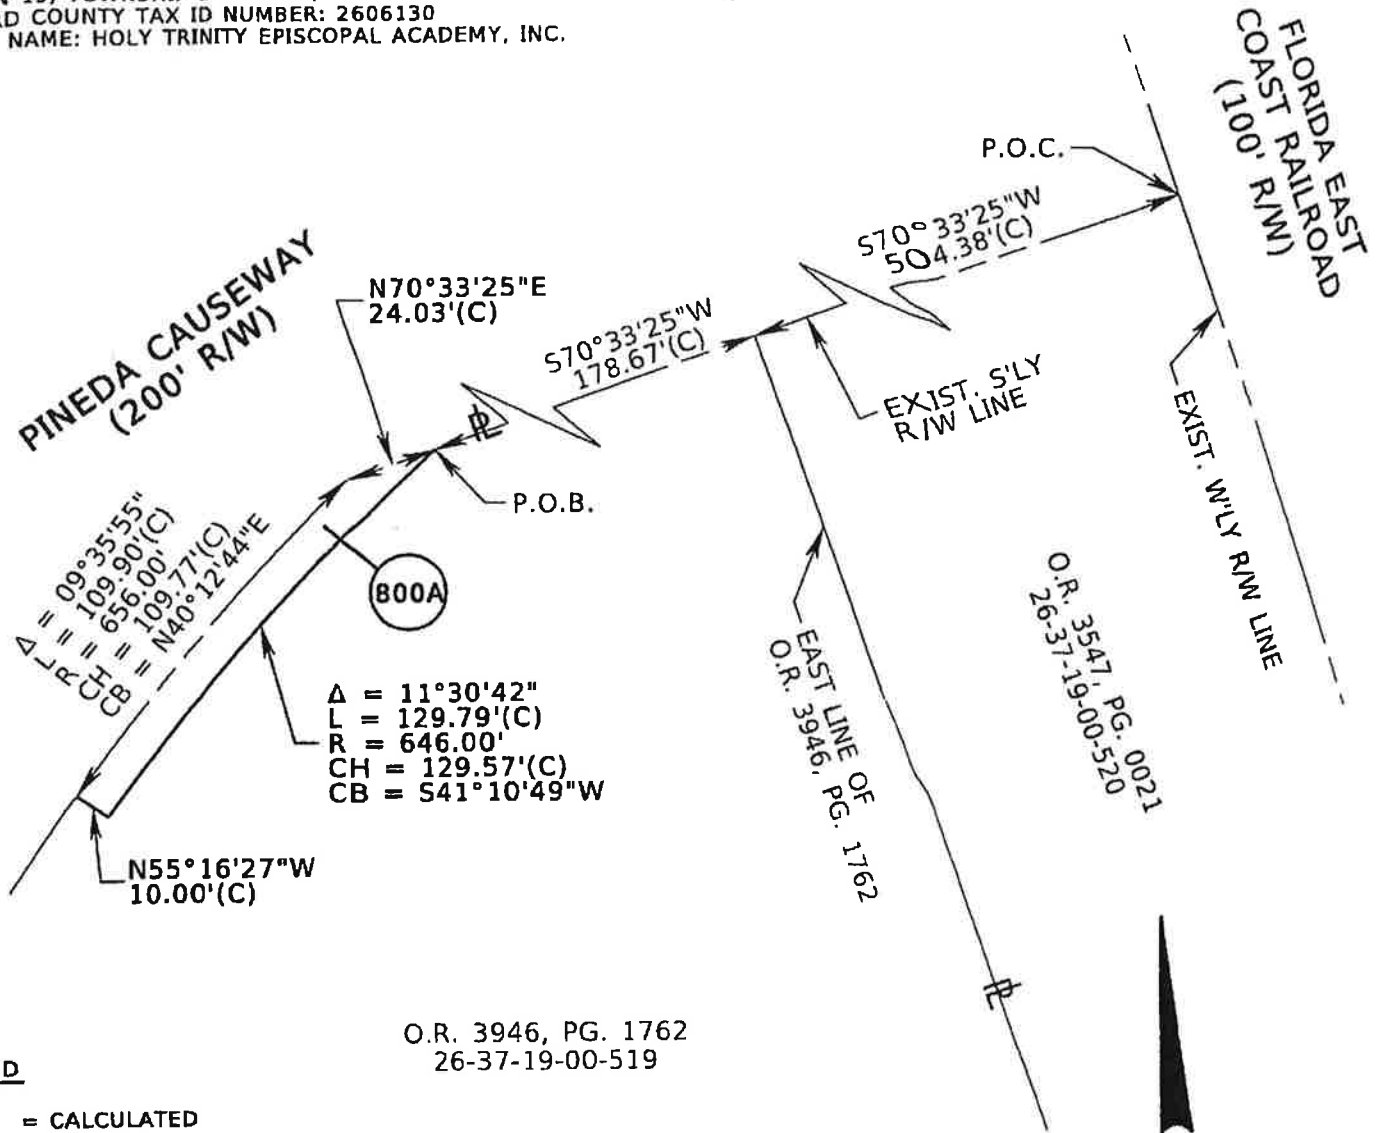 RD COUNTY TAX ID NUMBER: 2606130
NAME: HOLY TRINITY EPISCOPAL ACADEMY, INC.
FLORIDA EAST
COAST RAILROAD
(100' R/W)
P.O.C.
S70°33'25"W
504.38'(C)
PINEDA CAUSEWAY
(200' R/W)
N70°33'25"E
24.03'(C)
S70°33'25"W
178.67'(C)
EXIST. S'LY
R/W LINE
EXIST. W'LY R/W LINE
PL
P.O.B.
Δ = 09°35'55"
L = 109.90'(C)
R = 656.00'
CH = 109.77'(C)
CB = N40°12'44"E
800A
Δ = 11°30'42"
L = 129.79'(C)
R = 646.00'
CH = 129.57'(C)
CB = S41°10'49"W
EAST LINE OF
O.R. 3946, PG. 1762
O.R. 3547, PG. 0021
26-37-19-00-520
N55°16'27"W
10.00'(C)
PL
O.R. 3946, PG. 1762
26-37-19-00-519
D
= CALCULATED